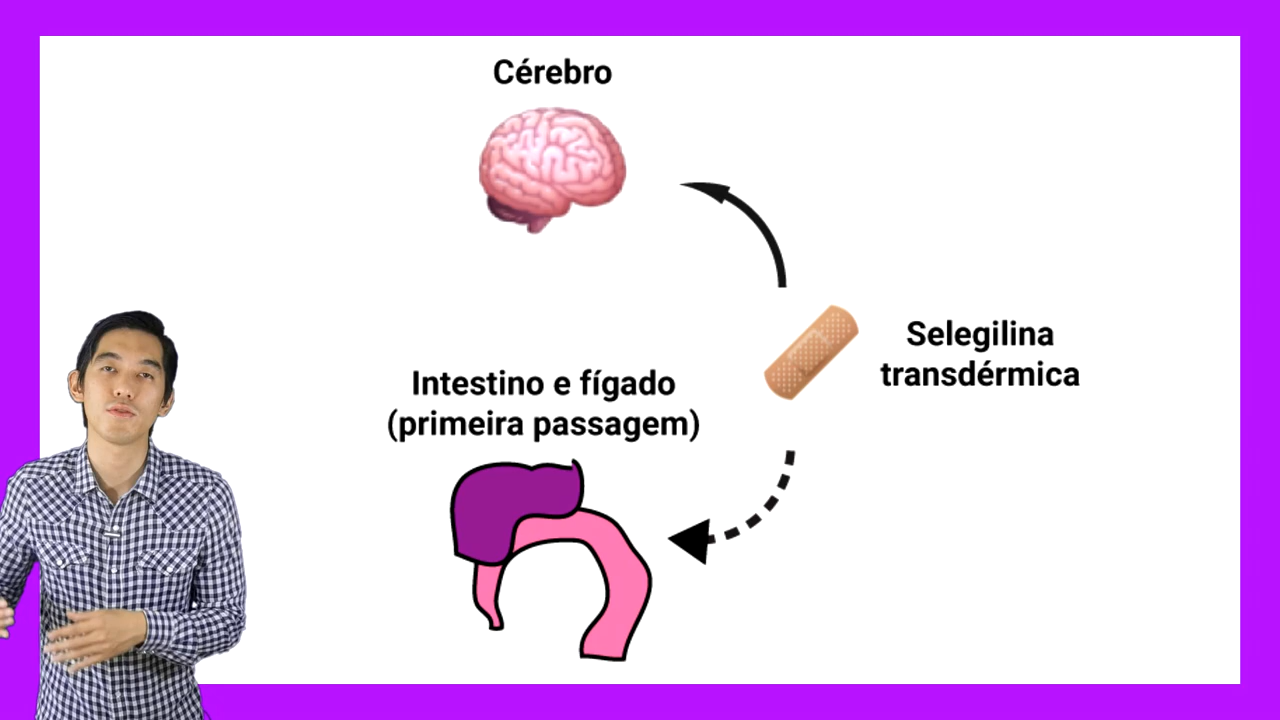 Cérebro
Selegilina
transdérmica
Intestino e fígado
(primeira passagem)